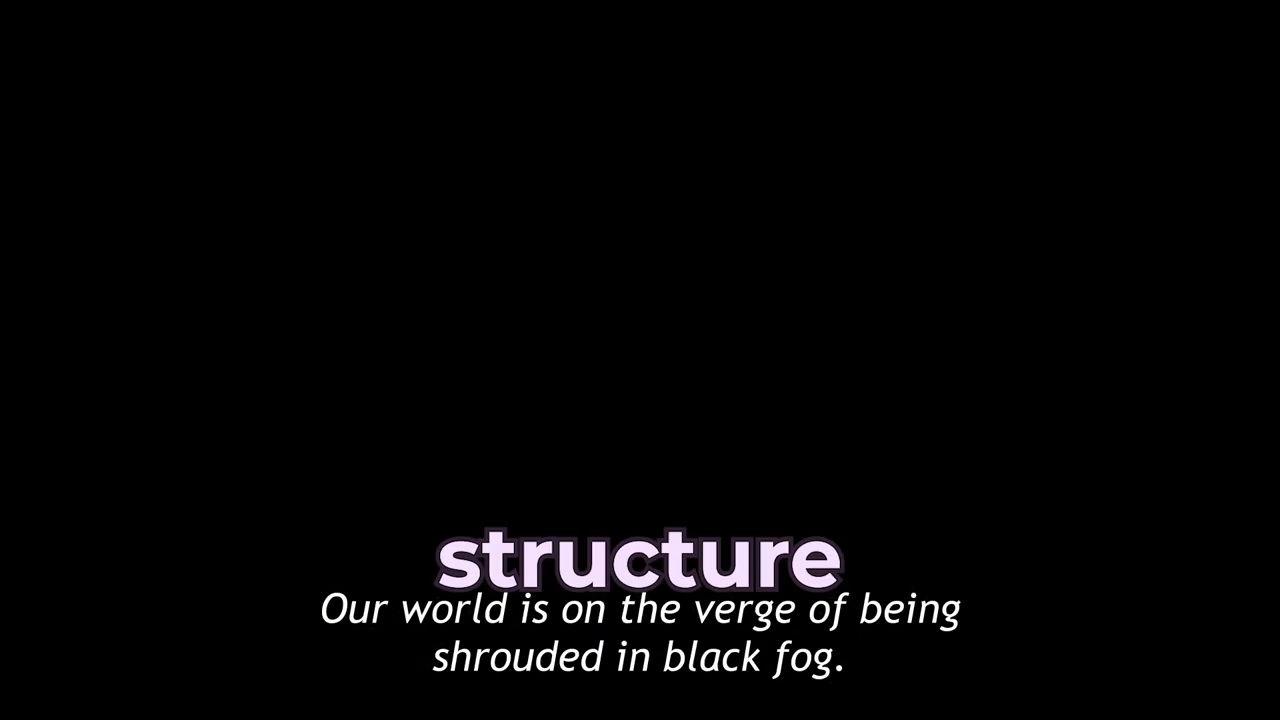 structure
Our world is on the verge of being
shrouded in black fog.